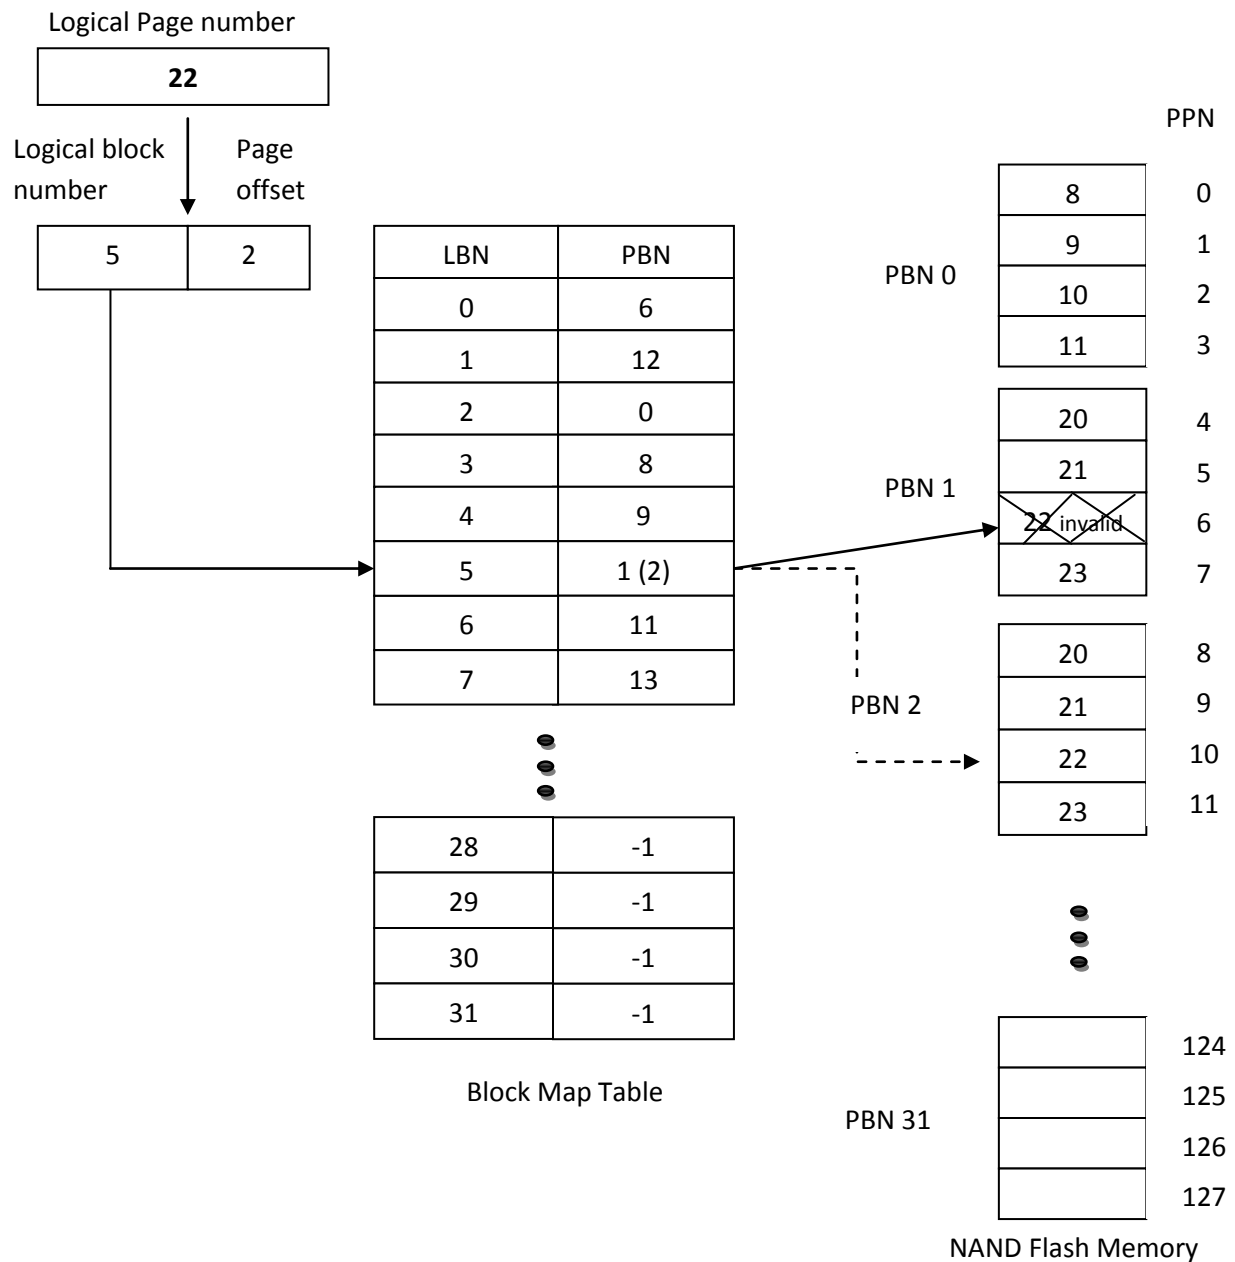 Logical Page number
22
Logical block number
Page offset
5 2
LBN PBN
0 6
1 12
2 0
3 8
4 9
5 1 (2)
6 11
7 13
28 -1
29 -1
30 -1
31 -1
Block Map Table
PPN
PBN 0
8 0
9 1
10 2
11 3
PBN 1
20 4
21 5
22 invalid 6
23 7
PBN 2
20 8
21 9
22 10
23 11
PBN 31
124
125
126
127
NAND Flash Memory